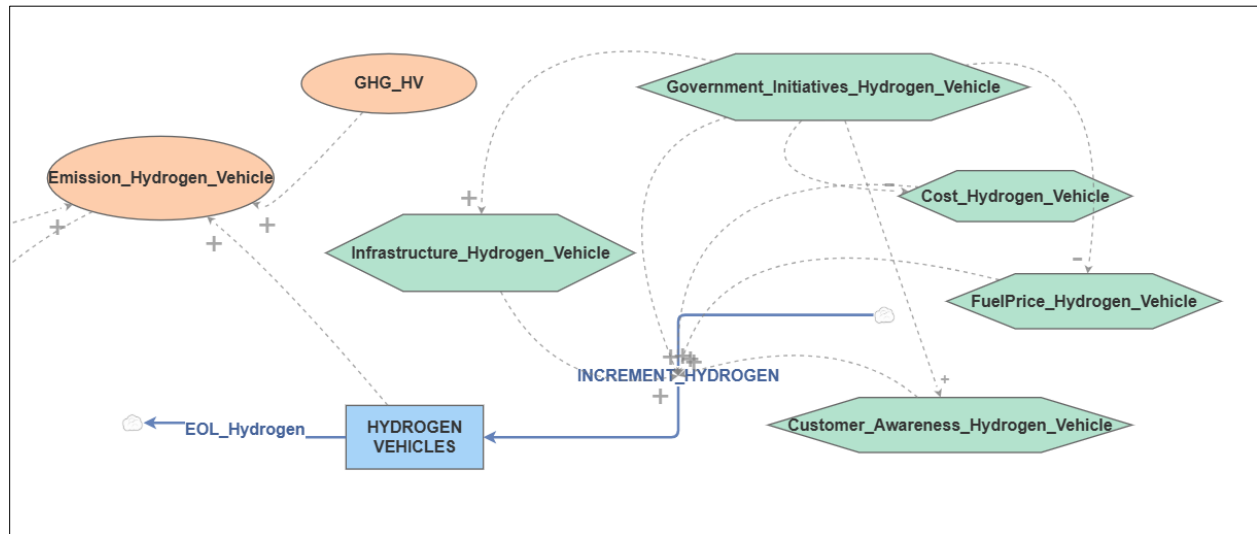 GHG_HV
Government_Initiatives_Hydrogen_Vehicle
Emission_Hydrogen_Vehicle
Cost_Hydrogen_Vehicle
Infrastructure_Hydrogen_Vehicle
FuelPrice_Hydrogen_Vehicle
INCREMENT_HYDROGEN
EOL_Hydrogen
HYDROGEN
VEHICLES
Customer_Awareness_Hydrogen_Vehicle